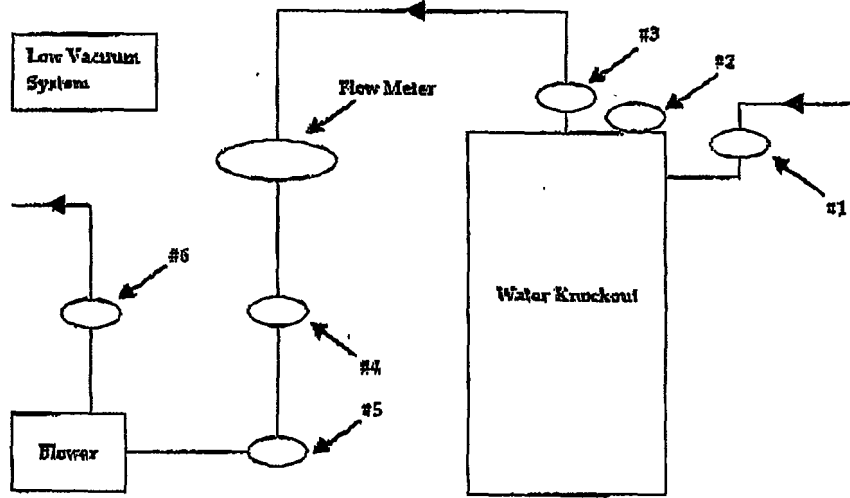 Low Vacuum
System
#3
#2
Flow Meter
#1
#6
Water Knockout
#4
#5
Blower